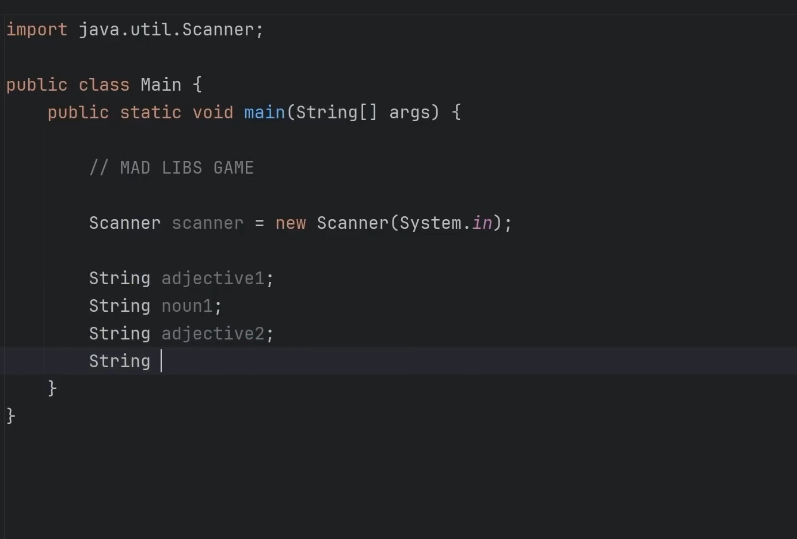 import java.util.Scanner;
public class Main {
public static void main(String[] args) {
// MAD LIBS GAME
Scanner scanner = new Scanner(System.in);
String adjective1;
String noun1;
String adjective2;
String
}
}